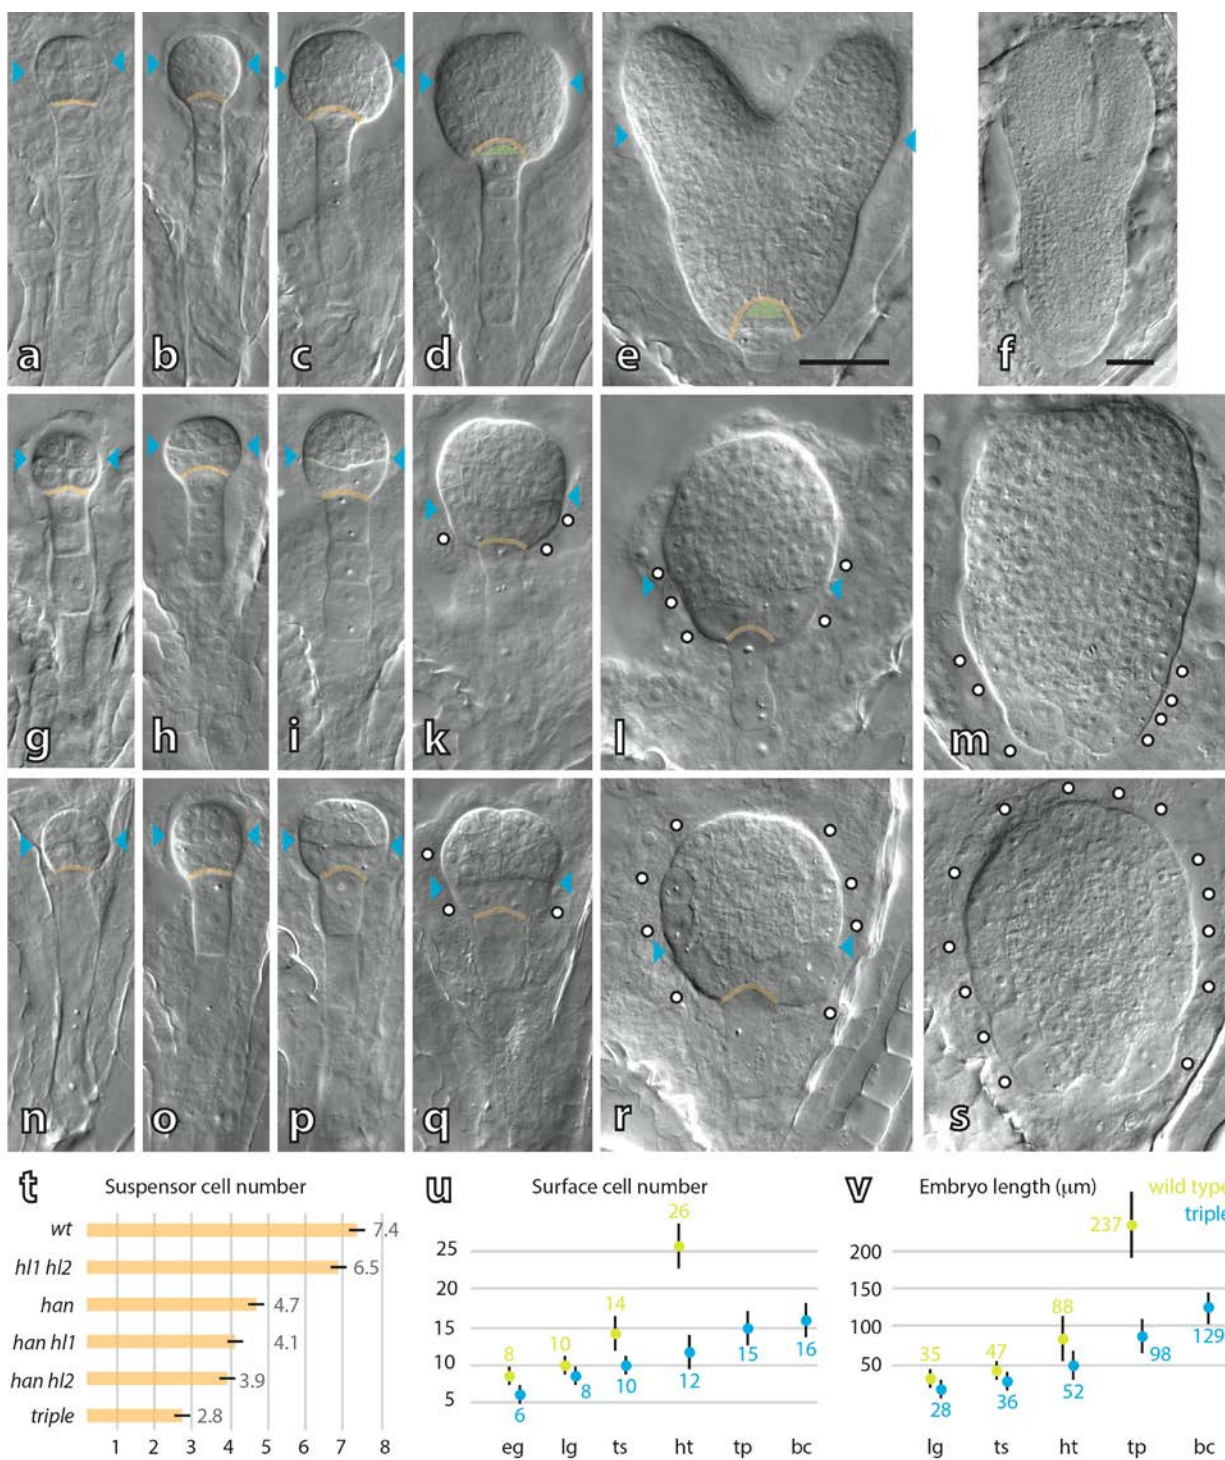 a b c d e f
g h i k l m
n o p q r s
t Suspensor cell number
wt 7.4
hl1 hl2 6.5
han 4.7
han hl1 4.1
han hl2 3.9
triple 2.8
1 2 3 4 5 6 7 8
u Surface cell number
26
25
20
14
15
8 10
10 15 16
8 10 12
5 6
eg lg ts ht tp bc
v Embryo length (μm) wild type
triple
237
200
150
88
100
35 47 129
50 98
28 36 52
lg ts ht tp bc